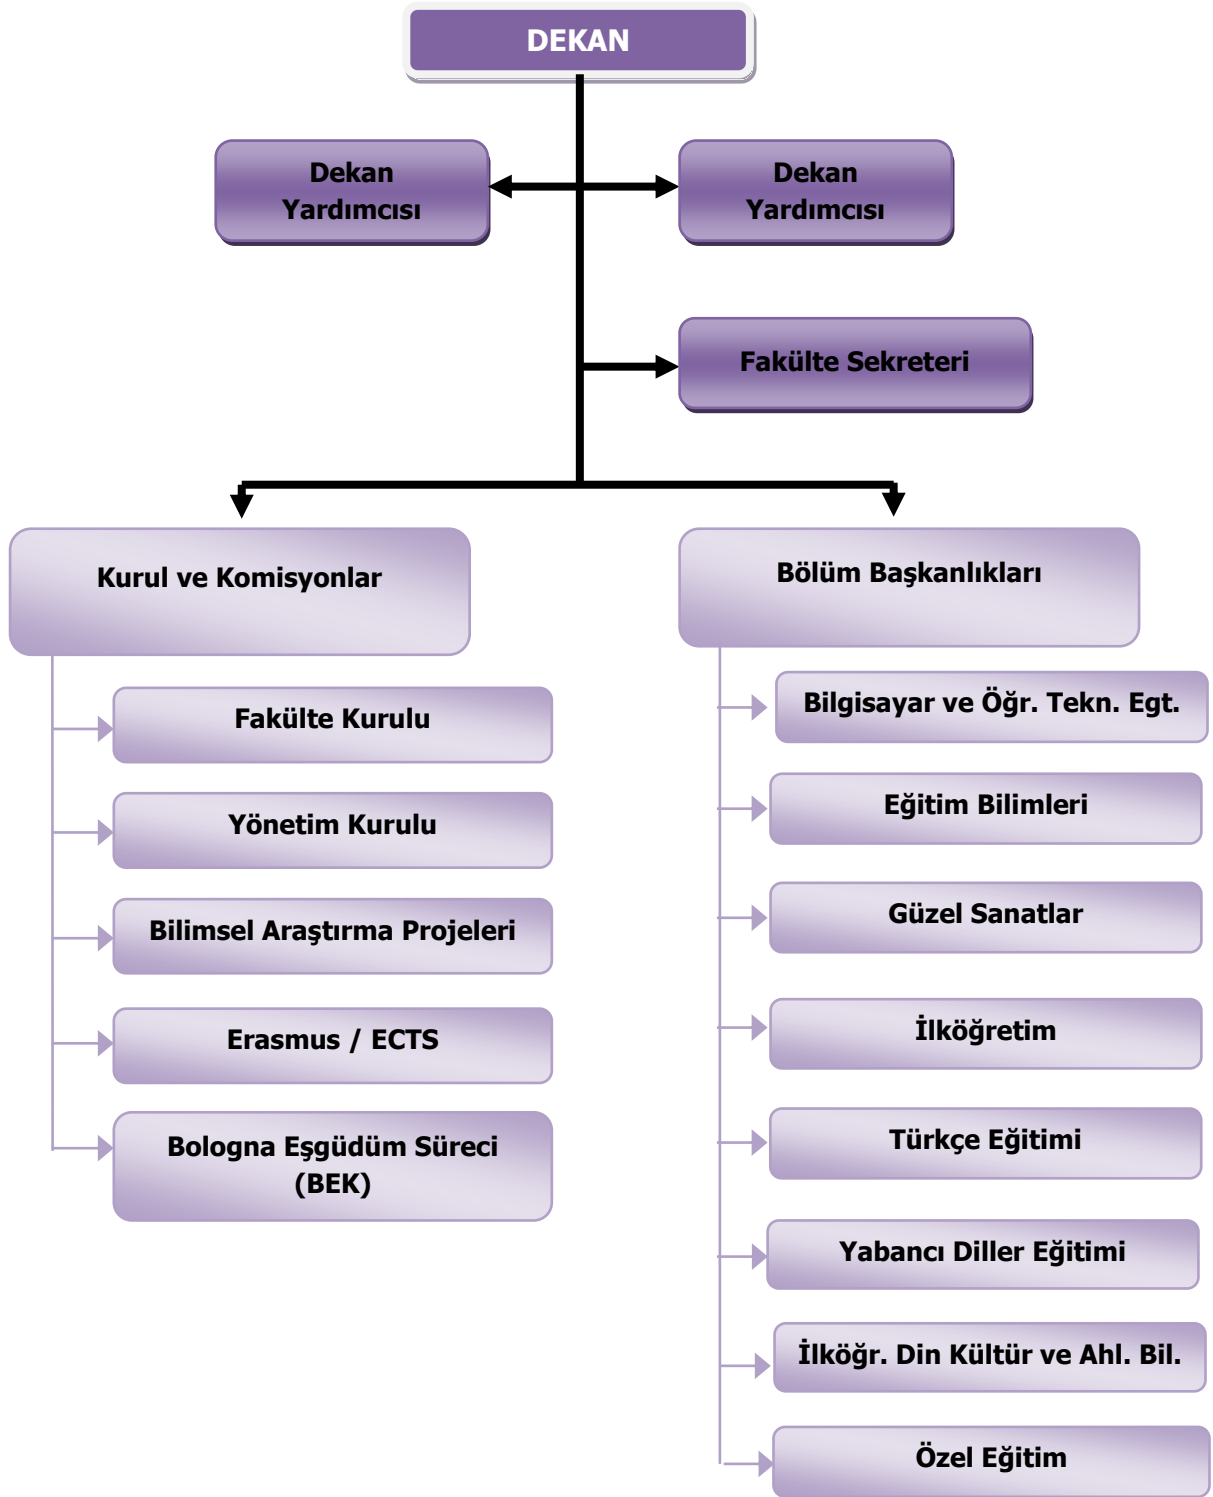 DEKAN
Dekan
Yardımcısı
Dekan
Yardımcısı
Fakülte Sekreteri
Kurul ve Komisyonlar
Fakülte Kurulu
Yönetim Kurulu
Bilimsel Araştırma Projeleri
Erasmus / ECTS
Bologna Eşgüdüm Süreci
(BEK)
Bölüm Başkanlıkları
Bilgisayar ve Öğr. Tekn. Egt.
Eğitim Bilimleri
Güzel Sanatlar
İlköğretim
Türkçe Eğitimi
Yabancı Diller Eğitimi
İlköğr. Din Kültür ve Ahl. Bil.
Özel Eğitim